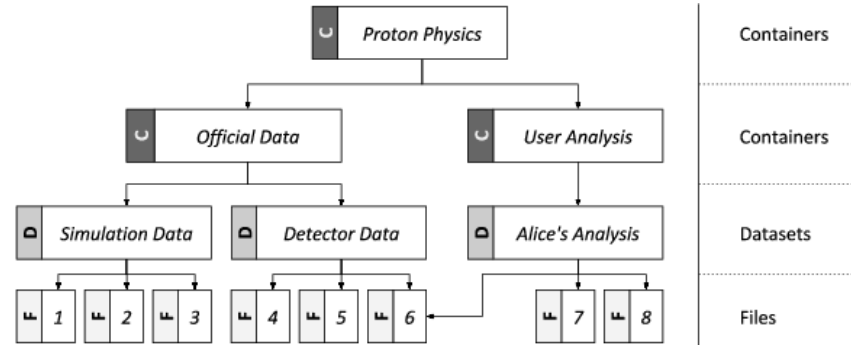 C Proton Physics Containers
C Official Data C User Analysis Containers
D Simulation Data D Detector Data D Alice's Analysis Datasets
F 1 F 2 F 3 F 4 F 5 F 6 F 7 F 8 Files